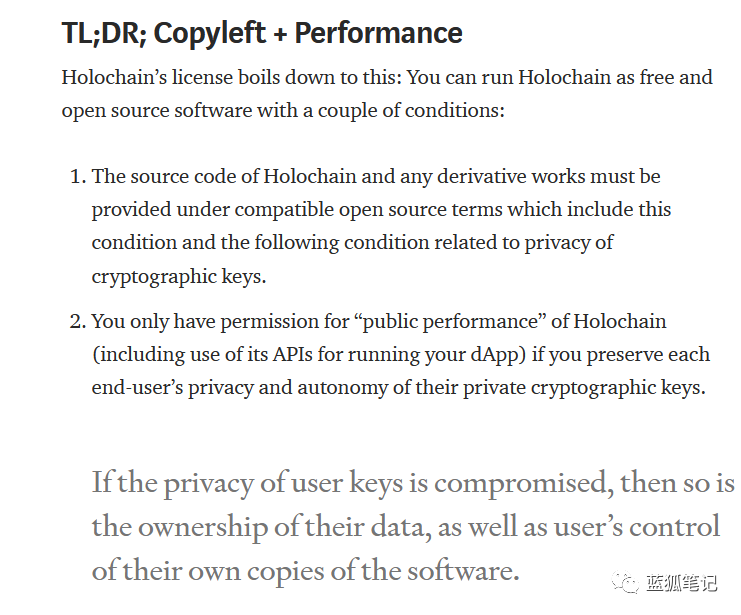 TL;DR; Copyleft + Performance
Holochain’s license boils down to this: You can run Holochain as free and
open source software with a couple of conditions:
1. The source code of Holochain and any derivative works must be
provided under compatible open source terms which include this
condition and the following condition related to privacy of
cryptographic keys.
2. You only have permission for “public performance” of Holochain
(including use of its APIs for running your dApp) if you preserve each
end-user’s privacy and autonomy of their private cryptographic keys.
If the privacy of user keys is compromised, then so is
the ownership of their data, as well as user’s control
of their own copies of the software.
蓝狐笔记